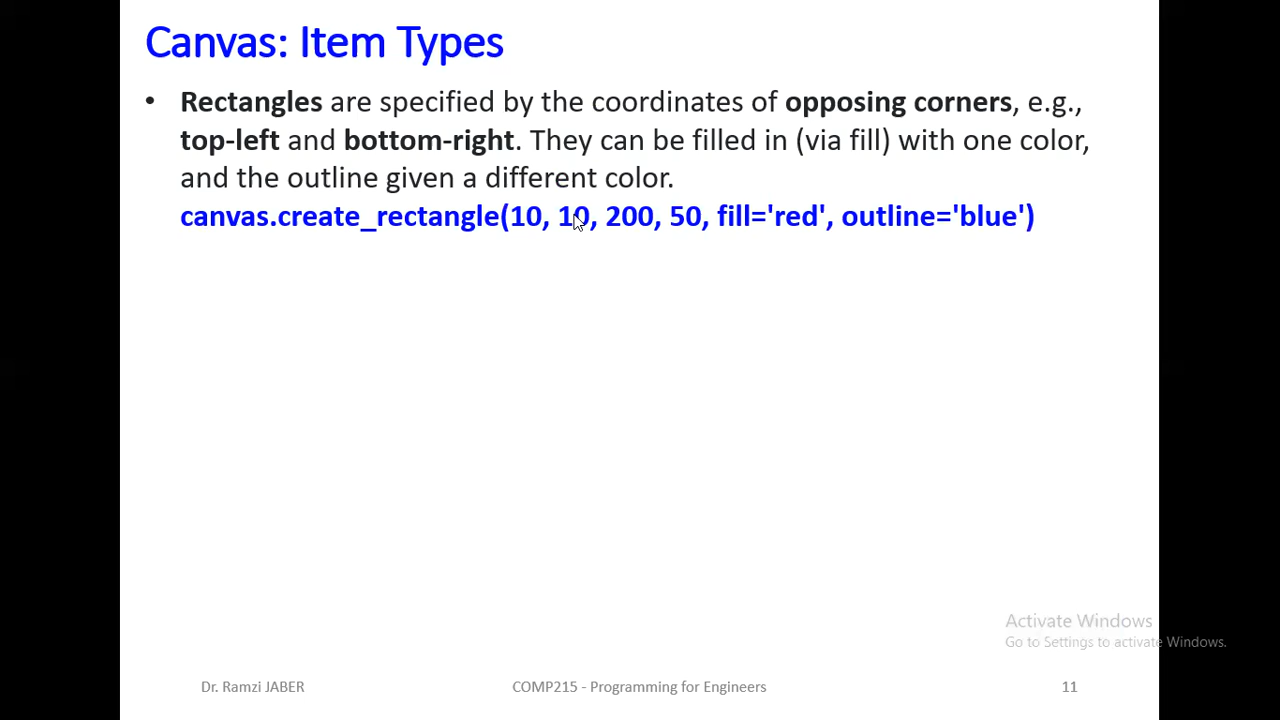 Canvas: Item Types
• Rectangles are specified by the coordinates of opposing corners, e.g.,
top-left and bottom-right. They can be filled in (via fill) with one color,
and the outline given a different color.
canvas.create_rectangle(10, 10, 200, 50, fill='red', outline='blue')
Activate Windows
Go to Settings to activate Windows.
Dr. Ramzi JABER
COMP215 - Programming for Engineers
11